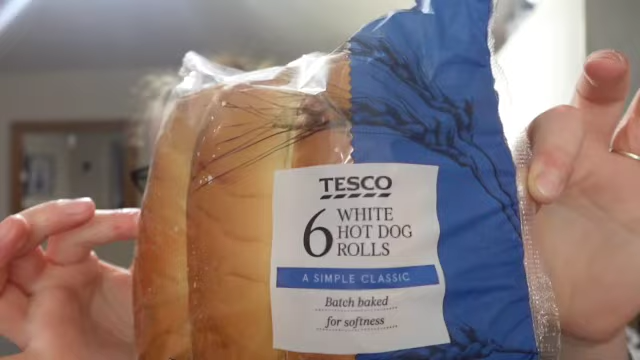 TESCO
6 WHITE
HOT DOG
ROLLS
A SIMPLE CLASSIC
Batch baked
for softness